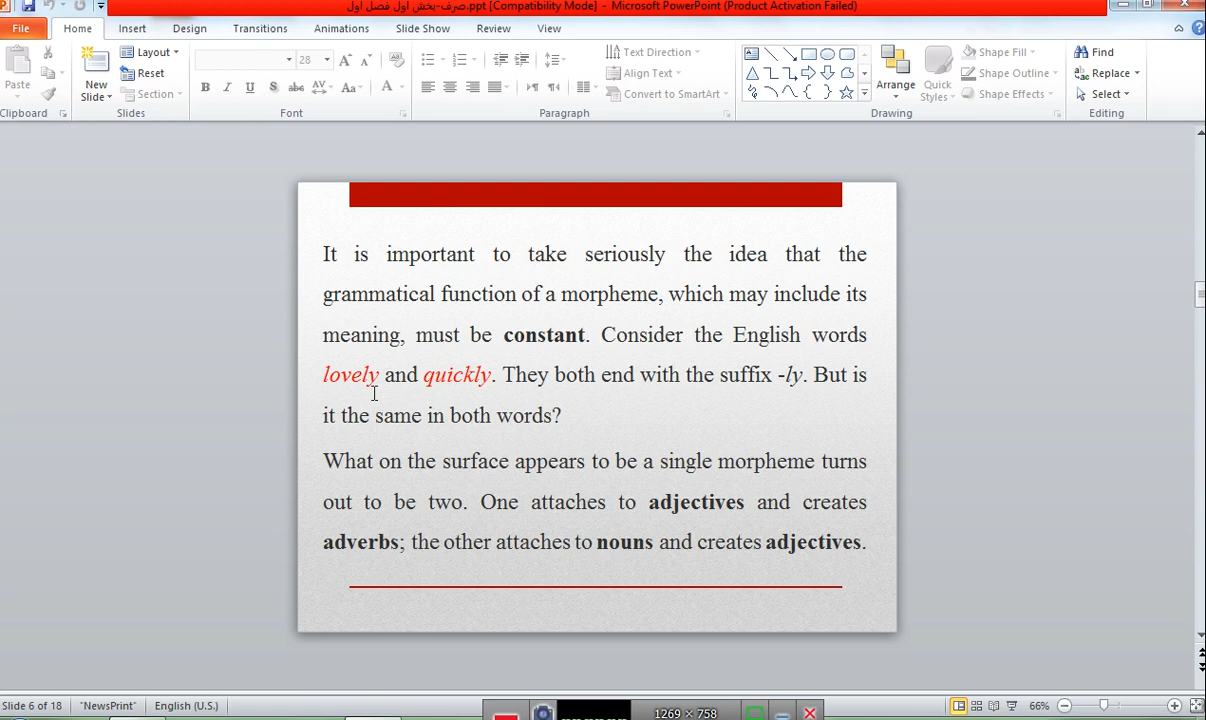 صرف-بخش اول فصل اول.ppt [Compatibility Mode] - Microsoft PowerPoint (Product Activation Failed)
File Home Insert Design Transitions Animations Slide Show Review View
Paste
New Slide
Layout
Reset
Section
28
B I U S abc AV Aa A
Text Direction
Align Text
Convert to SmartArt
Arrange
Quick Styles
Shape Fill
Shape Outline
Shape Effects
Find
Replace
Select
Clipboard Slides Font Paragraph Drawing Editing
It is important to take seriously the idea that the
grammatical function of a morpheme, which may include its
meaning, must be constant. Consider the English words
lovely and quickly. They both end with the suffix -ly. But is
it the same in both words?
What on the surface appears to be a single morpheme turns
out to be two. One attaches to adjectives and creates
adverbs; the other attaches to nouns and creates adjectives.
Slide 6 of 18 "NewsPrint" English (U.S.) 66%
1269 × 758